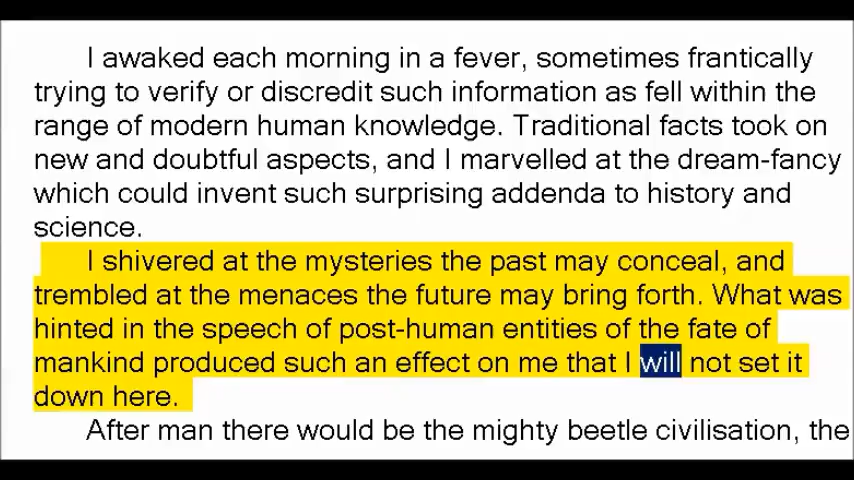 I awaked each morning in a fever, sometimes frantically
trying to verify or discredit such information as fell within the
range of modern human knowledge. Traditional facts took on
new and doubtful aspects, and I marvelled at the dream-fancy
which could invent such surprising addenda to history and
science.
I shivered at the mysteries the past may conceal, and
trembled at the menaces the future may bring forth. What was
hinted in the speech of post-human entities of the fate of
mankind produced such an effect on me that I will not set it
down here.
After man there would be the mighty beetle civilisation, the